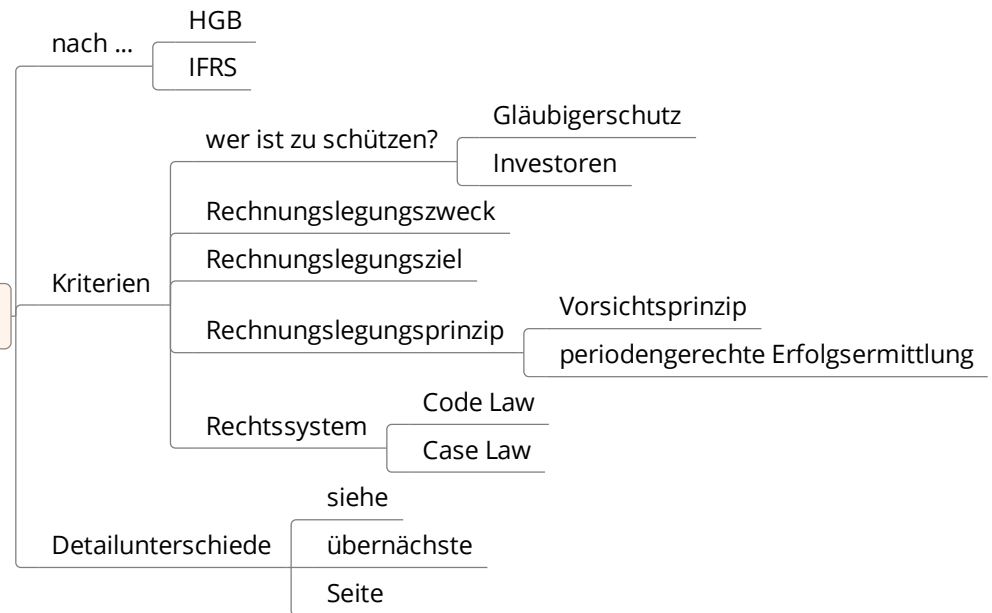 nach ...
HGB
IFRS
Kriterien
wer ist zu schützen?
Gläubigerschutz
Investoren
Rechnungslegungszweck
Rechnungslegungsziel
Rechnungslegungsprinzip
Vorsichtsprinzip
periodengerechte Erfolgsermittlung
Rechtssystem
Code Law
Case Law
Detailunterschiede
siehe
übernächste
Seite